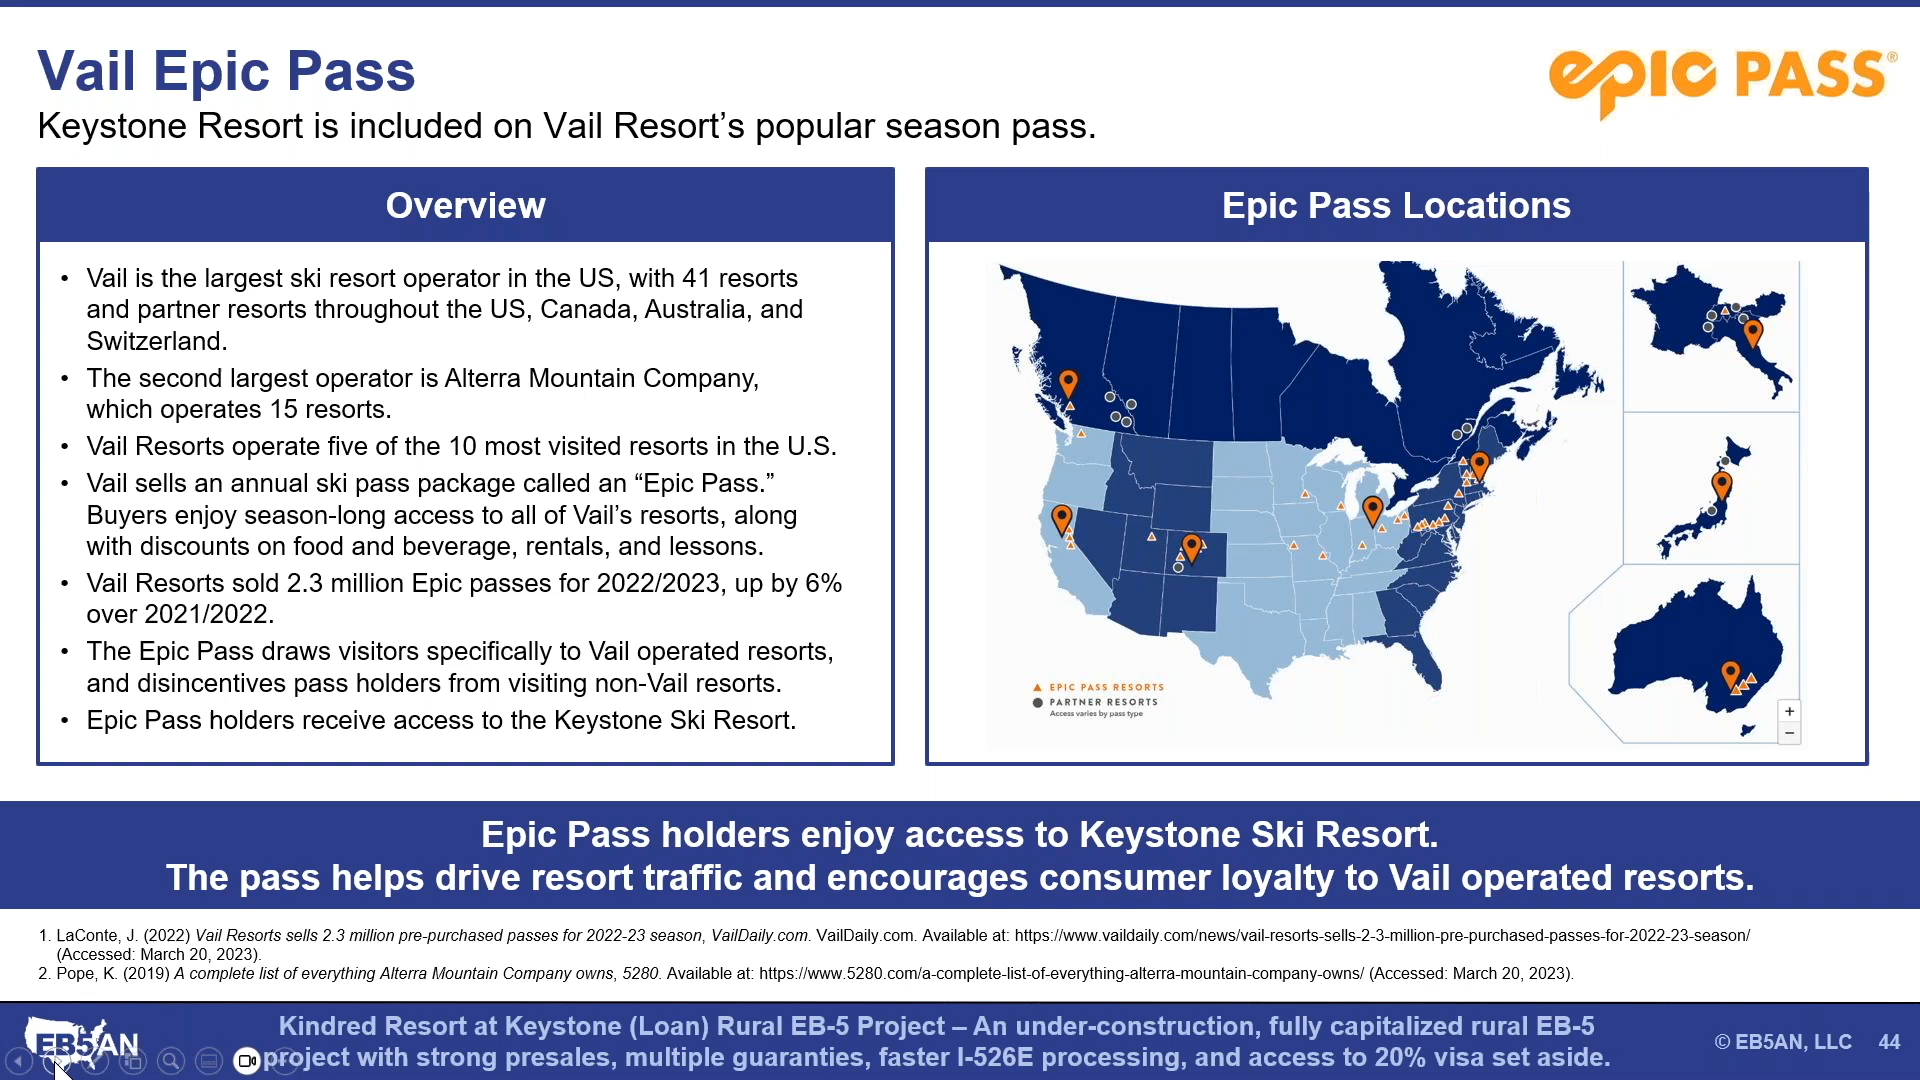 Vail Epic Pass
epic PASS®
Keystone Resort is included on Vail Resort’s popular season pass.
Overview
• Vail is the largest ski resort operator in the US, with 41 resorts
and partner resorts throughout the US, Canada, Australia, and
Switzerland.
• The second largest operator is Alterra Mountain Company,
which operates 15 resorts.
• Vail Resorts operate five of the 10 most visited resorts in the U.S.
• Vail sells an annual ski pass package called an “Epic Pass.”
Buyers enjoy season-long access to all of Vail’s resorts, along
with discounts on food and beverage, rentals, and lessons.
• Vail Resorts sold 2.3 million Epic passes for 2022/2023, up by 6%
over 2021/2022.
• The Epic Pass draws visitors specifically to Vail operated resorts,
and disincentives pass holders from visiting non-Vail resorts.
• Epic Pass holders receive access to the Keystone Ski Resort.
Epic Pass Locations
EPIC PASS RESORTS
PARTNER RESORTS
Access varies by pass type
+
−
Epic Pass holders enjoy access to Keystone Ski Resort.
The pass helps drive resort traffic and encourages consumer loyalty to Vail operated resorts.
1. LaConte, J. (2022) Vail Resorts sells 2.3 million pre-purchased passes for 2022-23 season, VailDaily.com. VailDaily.com. Available at: https://www.vaildaily.com/news/vail-resorts-sells-2-3-million-pre-purchased-passes-for-2022-23-season/
(Accessed: March 20, 2023).
2. Pope, K. (2019) A complete list of everything Alterra Mountain Company owns, 5280. Available at: https://www.5280.com/a-complete-list-of-everything-alterra-mountain-company-owns/ (Accessed: March 20, 2023).
EB5AN
Kindred Resort at Keystone (Loan) Rural EB-5 Project – An under-construction, fully capitalized rural EB-5
project with strong presales, multiple guaranties, faster I-526E processing, and access to 20% visa set aside.
© EB5AN, LLC 44